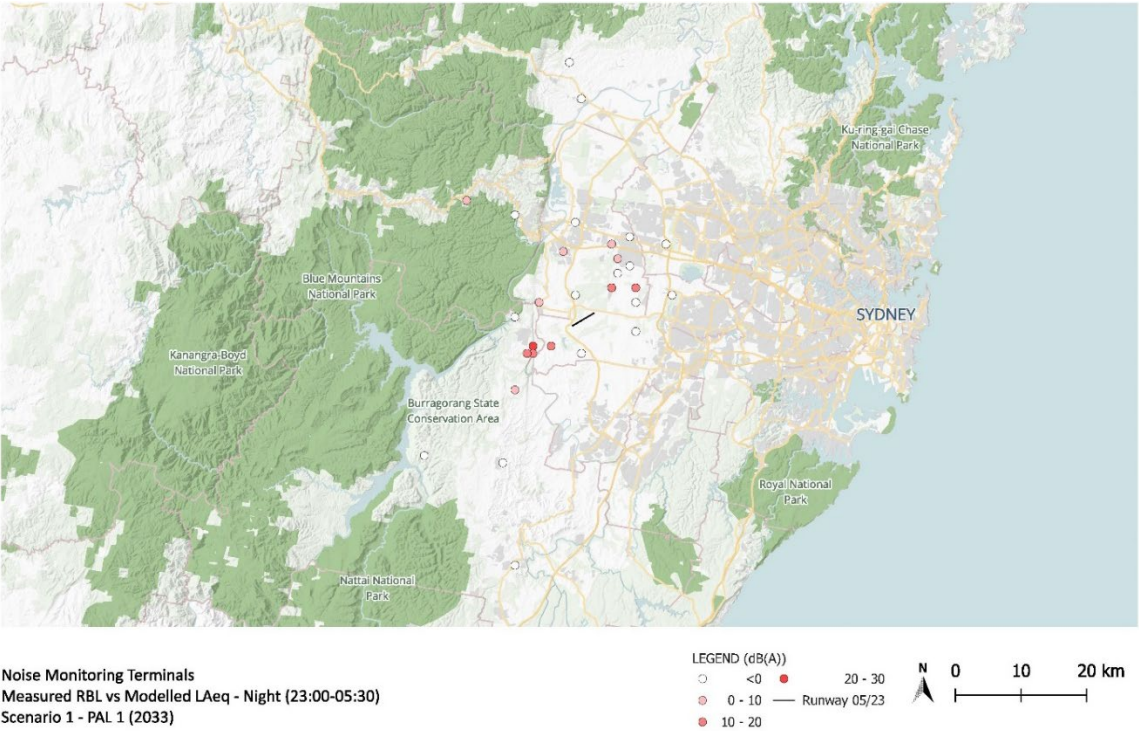 Ku-ring-gai Chase
National Park
Blue Mountains
National Park
SYDNEY
Kanangra-Boyd
National Park
Burragorang State
Conservation Area
Royal National
Park
Nattai National
Park
Noise Monitoring Terminals
Measured RBL vs Modelled LAeq - Night (23:00-05:30)
Scenario 1 - PAL 1 (2033)
LEGEND (dB(A))
<0
0 - 10
10 - 20
20 - 30
Runway 05/23
N
0 10 20 km